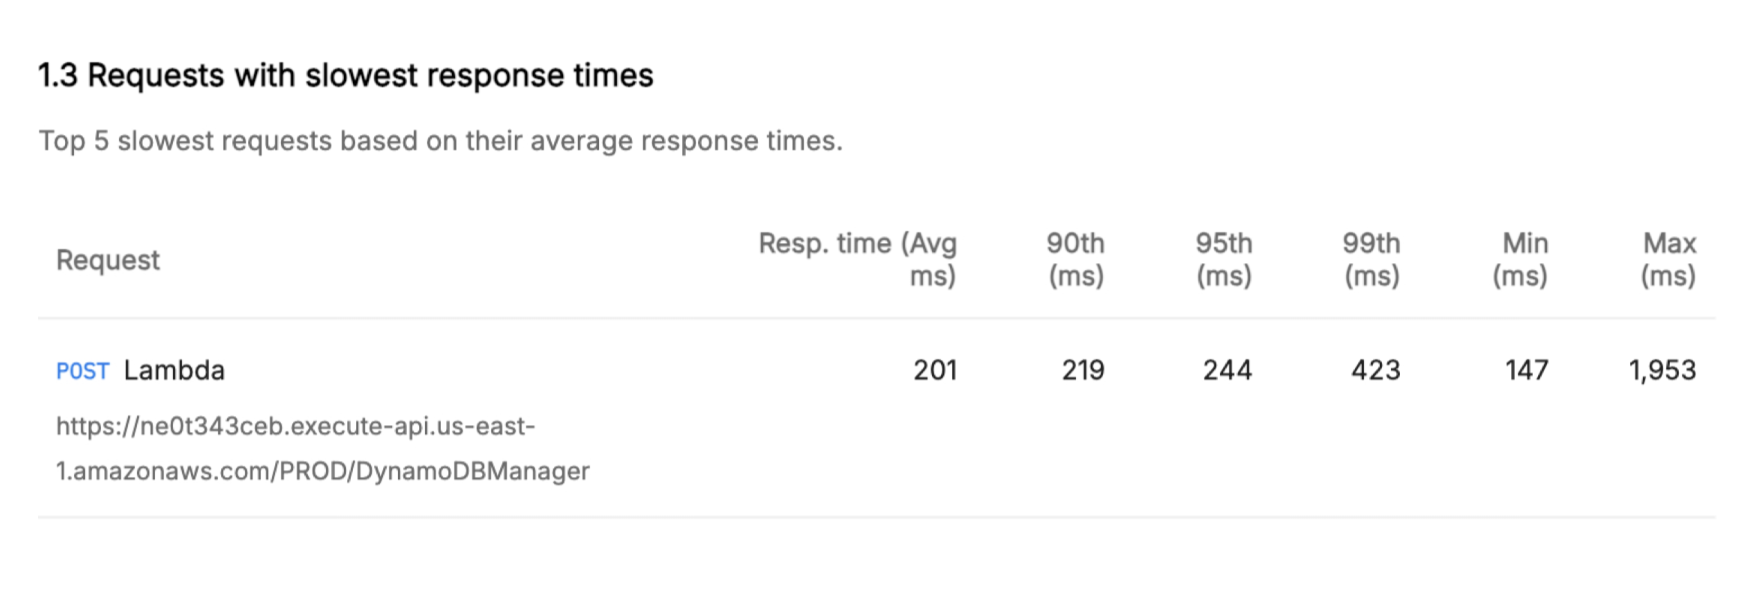 1.3 Requests with slowest response times
Top 5 slowest requests based on their average response times.
Request
Resp. time (Avg
ms)
90th
(ms)
95th
(ms)
99th
(ms)
Min
(ms)
Max
(ms)
POST Lambda 201 219 244 423 147 1,953
https://ne0t343ceb.execute-api.us-east-
1.amazonaws.com/PROD/DynamoDBManager